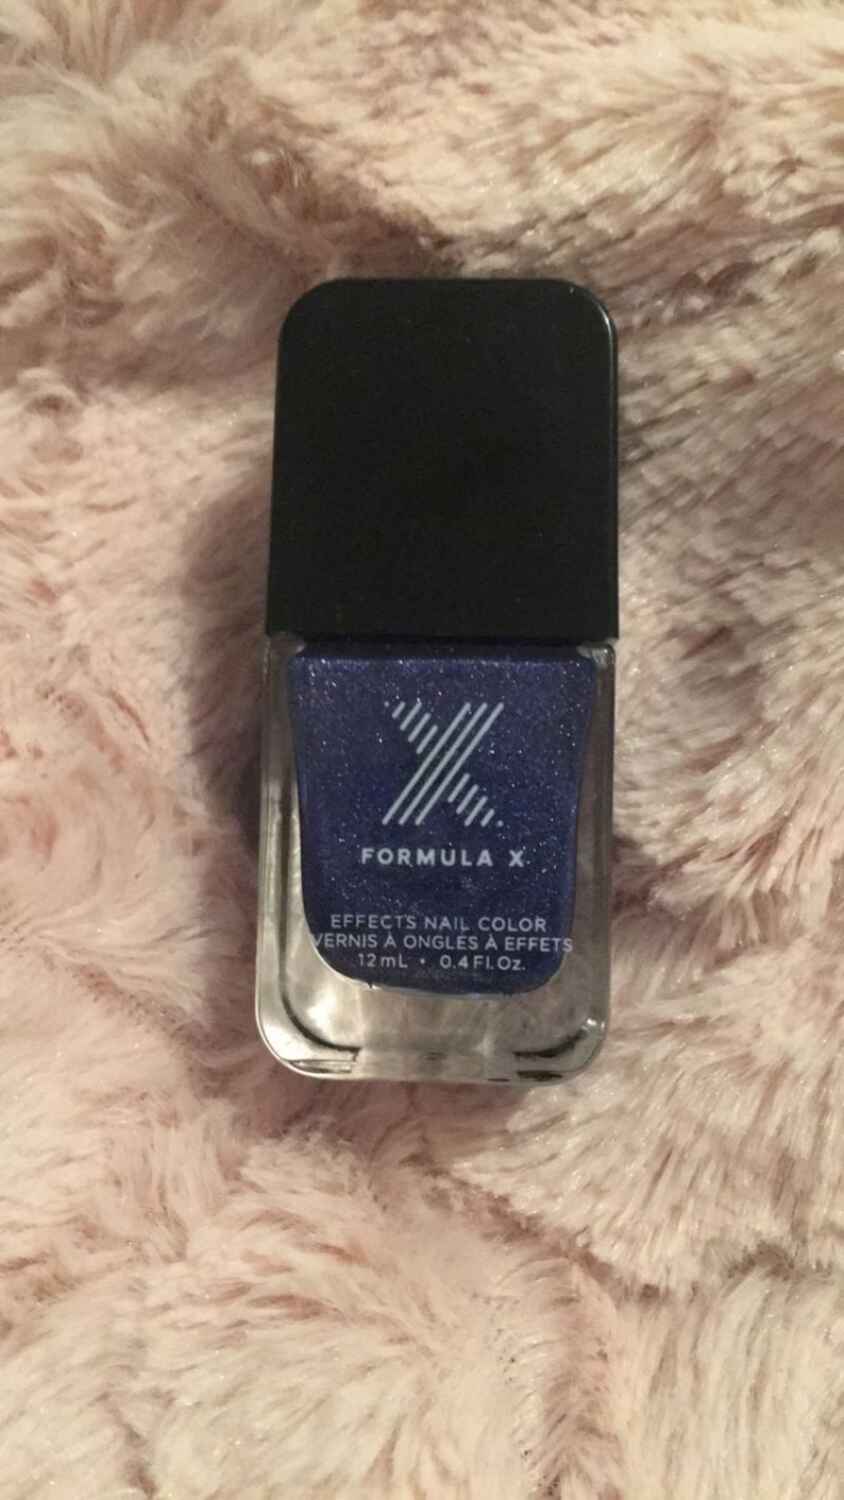 X
FORMULA X
EFFECTS NAIL COLOR
VERNIS À ONGLES À EFFETS
12 mL • 0.4 Fl. Oz.